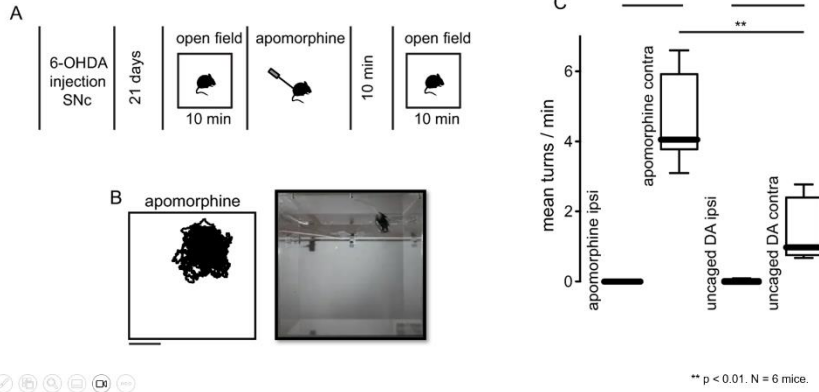 A
6-OHDA
injection
SNc
21 days
open field
10 min
apomorphine
10 min
open field
10 min
B
apomorphine
C
**
mean turns / min
6
4
2
0
apomorphine ipsi
apomorphine contra
uncaged DA ipsi
uncaged DA contra
** p < 0.01. N = 6 mice.